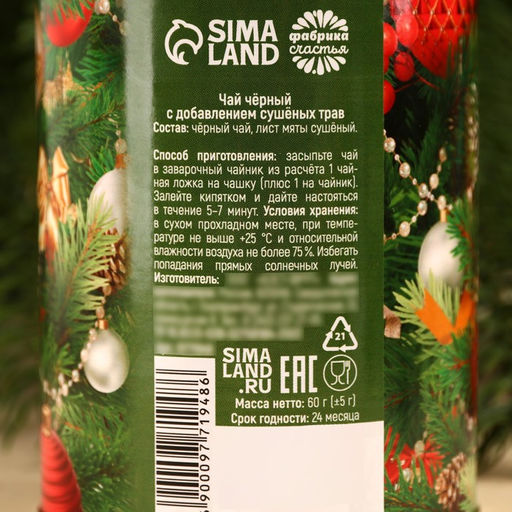 SIMA
LAND
фабрика
счастья
Чай чёрный
с добавлением сушёных трав
Состав: чёрный чай, лист мяты сушёный.
Способ приготовления: засыпьте чай
в заварочный чайник из расчёта 1 чай-
ная ложка на чашку (плюс 1 на чайник).
Залейте кипятком и дайте настояться
в течение 5–7 минут. Условия хранения:
в сухом прохладном месте, при темпе-
ратуре не выше +25 °С и относительной
влажности воздуха не более 75 %. Избегать
попадания прямых солнечных лучей.
Изготовитель:
21
SIMA
LAND
.RU
EAC
Масса нетто: 60 г (±5 г)
Срок годности: 24 месяца
900097719486